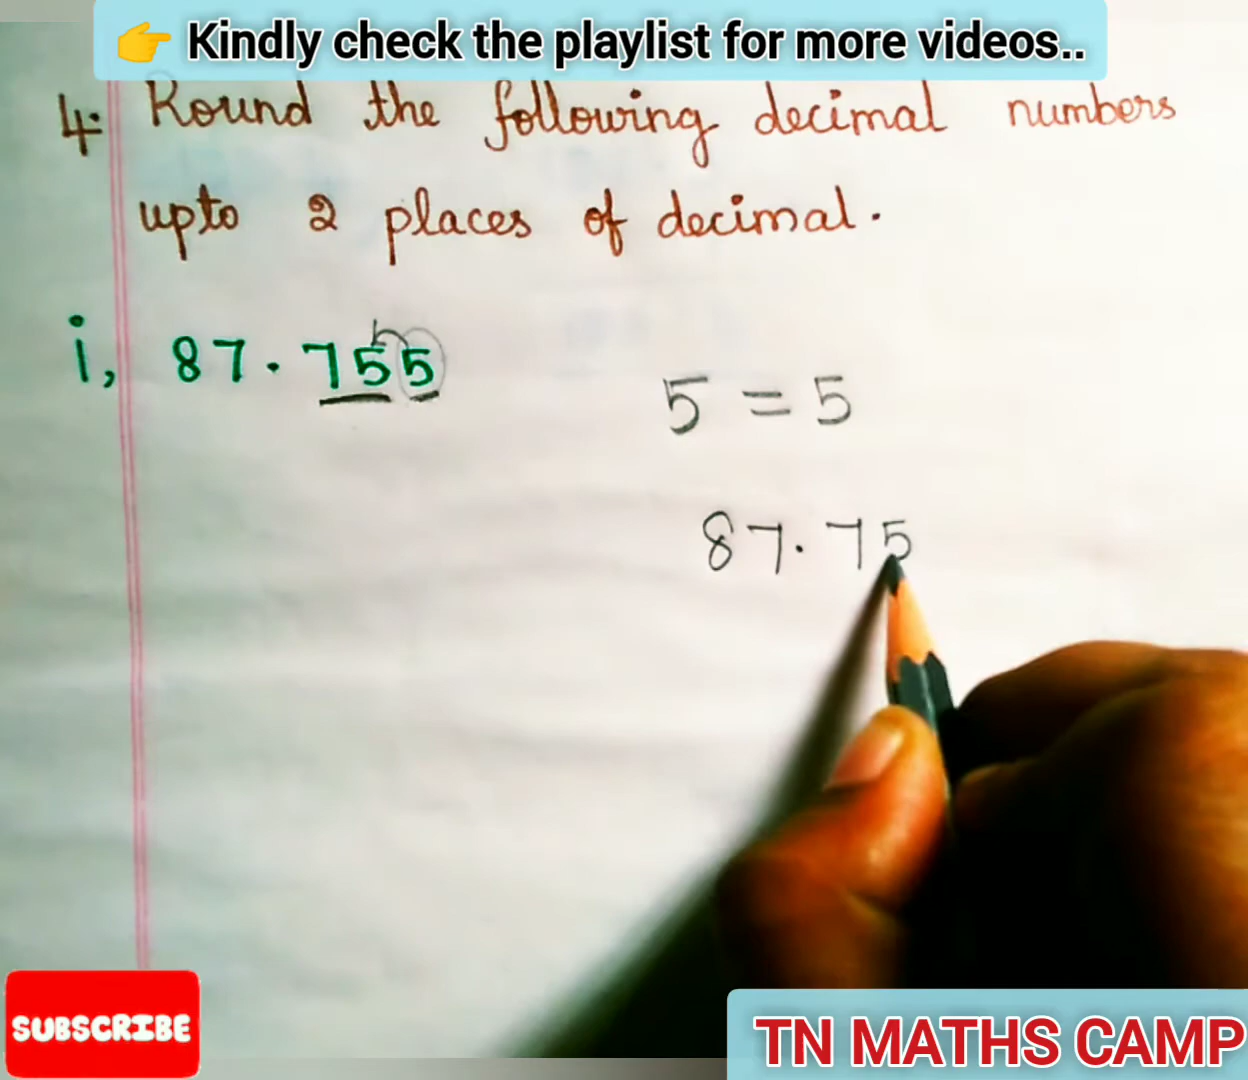 👉 Kindly check the playlist for more videos..
4. Round the following decimal numbers
upto 2 places of decimal.
i, 87.755
5 = 5
87.75
SUBSCRIBE
TN MATHS CAMP